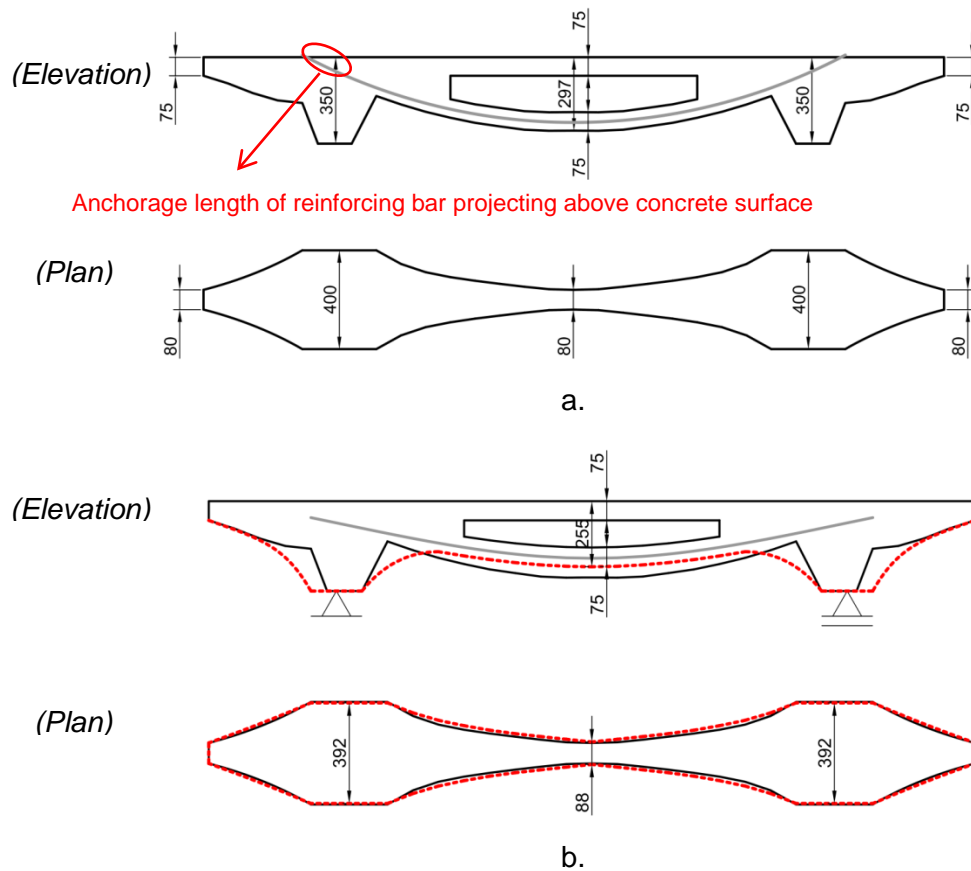 75
(Elevation)
75
350
297
350
75
75
Anchorage length of reinforcing bar projecting above concrete surface
(Plan)
80
400
80
400
80
a.
75
(Elevation)
255
75
(Plan)
392
88
392
b.